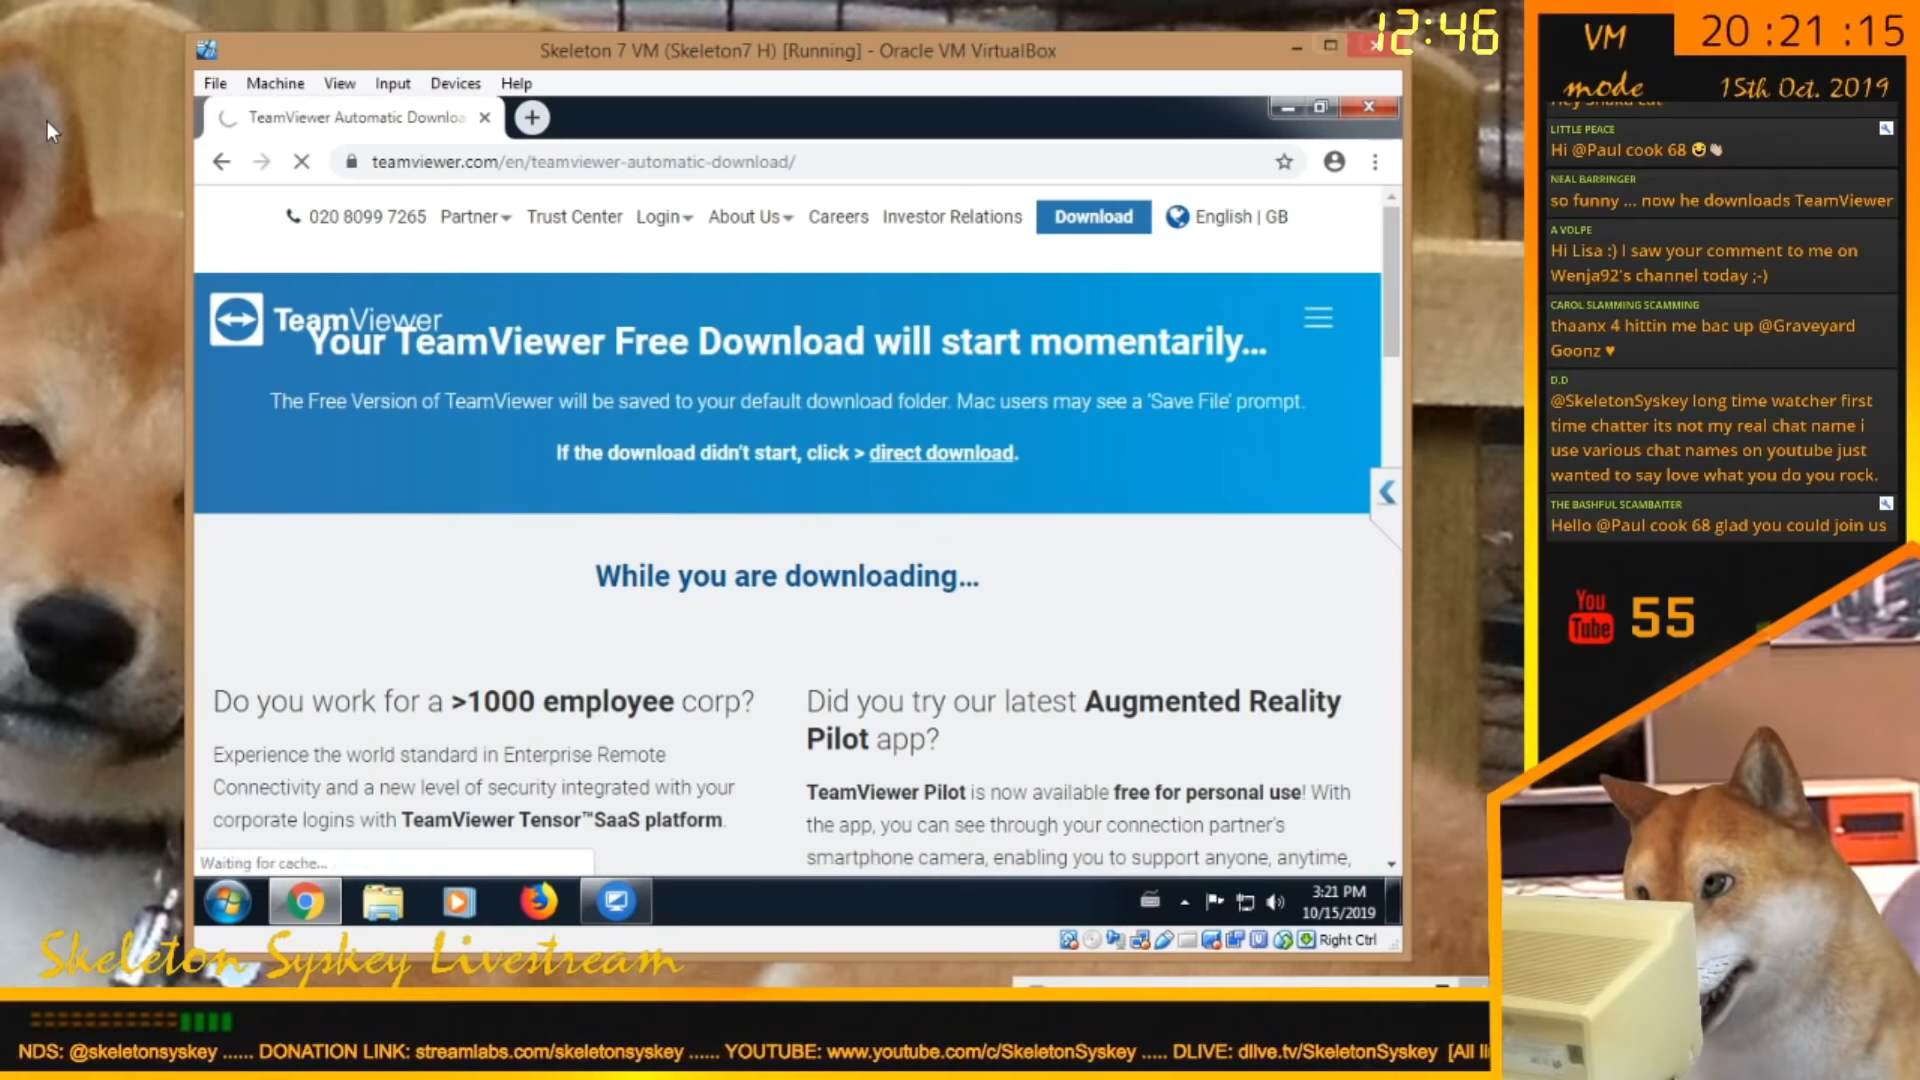 Skeleton 7 VM (Skeleton7 H) [Running] - Oracle VM VirtualBox
12:46
VM mode
20 :21 :15
15th Oct. 2019
File Machine View Input Devices Help
TeamViewer Automatic Downloa
teamviewer.com/en/teamviewer-automatic-download/
020 8099 7265 Partner Trust Center Login About Us Careers Investor Relations Download English | GB
TeamViewer
Your TeamViewer Free Download will start momentarily...
The Free Version of TeamViewer will be saved to your default download folder. Mac users may see a 'Save File' prompt.
If the download didn't start, click > direct download.
While you are downloading...
Do you work for a >1000 employee corp?
Experience the world standard in Enterprise Remote
Connectivity and a new level of security integrated with your
corporate logins with TeamViewer Tensor™SaaS platform.
Did you try our latest Augmented Reality
Pilot app?
TeamViewer Pilot is now available free for personal use! With
the app, you can see through your connection partner's
smartphone camera, enabling you to support anyone, anytime,
Waiting for cache...
3:21 PM
10/15/2019
Right Ctrl
LITTLE PEACE
Hi @Paul cook 68 😄👋
NEAL BARRINGER
so funny ... now he downloads TeamViewer
A VOLPE
Hi Lisa :) I saw your comment to me on
Wenja92's channel today ;-)
CAROL SLAMMING SCAMMING
thaanx 4 hittin me bac up @Graveyard
Goonz ♥
D.D
@SkeletonSyskey long time watcher first
time chatter its not my real chat name i
use various chat names on youtube just
wanted to say love what you do you rock.
THE BASHFUL SCAMBAITER
Hello @Paul cook 68 glad you could join us
You Tube 55
Skeleton Syskey Livestream
NDS: @skeletonsyskey ...... DONATION LINK: streamlabs.com/skeletonsyskey ...... YOUTUBE: www.youtube.com/c/SkeletonSyskey ..... DLIVE: dlive.tv/SkeletonSyskey [All li